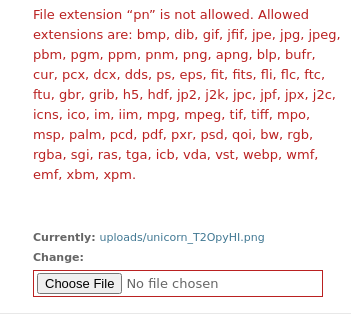 File extension “pn” is not allowed. Allowed
extensions are: bmp, dib, gif, jfif, jpe, jpg, jpeg,
pbm, pgm, ppm, pnm, png, apng, blp, bufr,
cur, pcx, dcx, dds, ps, eps, fit, fits, fli, flc, ftc,
ftu, gbr, grib, h5, hdf, jp2, j2k, jpc, jpf, jpx, j2c,
icns, ico, im, iim, mpg, mpeg, tif, tiff, mpo,
msp, palm, pcd, pdf, pxr, psd, qoi, bw, rgb,
rgba, sgi, ras, tga, icb, vda, vst, webp, wmf,
emf, xbm, xpm.
Currently: uploads/unicorn_T2OpyHI.png
Change:
Choose File No file chosen